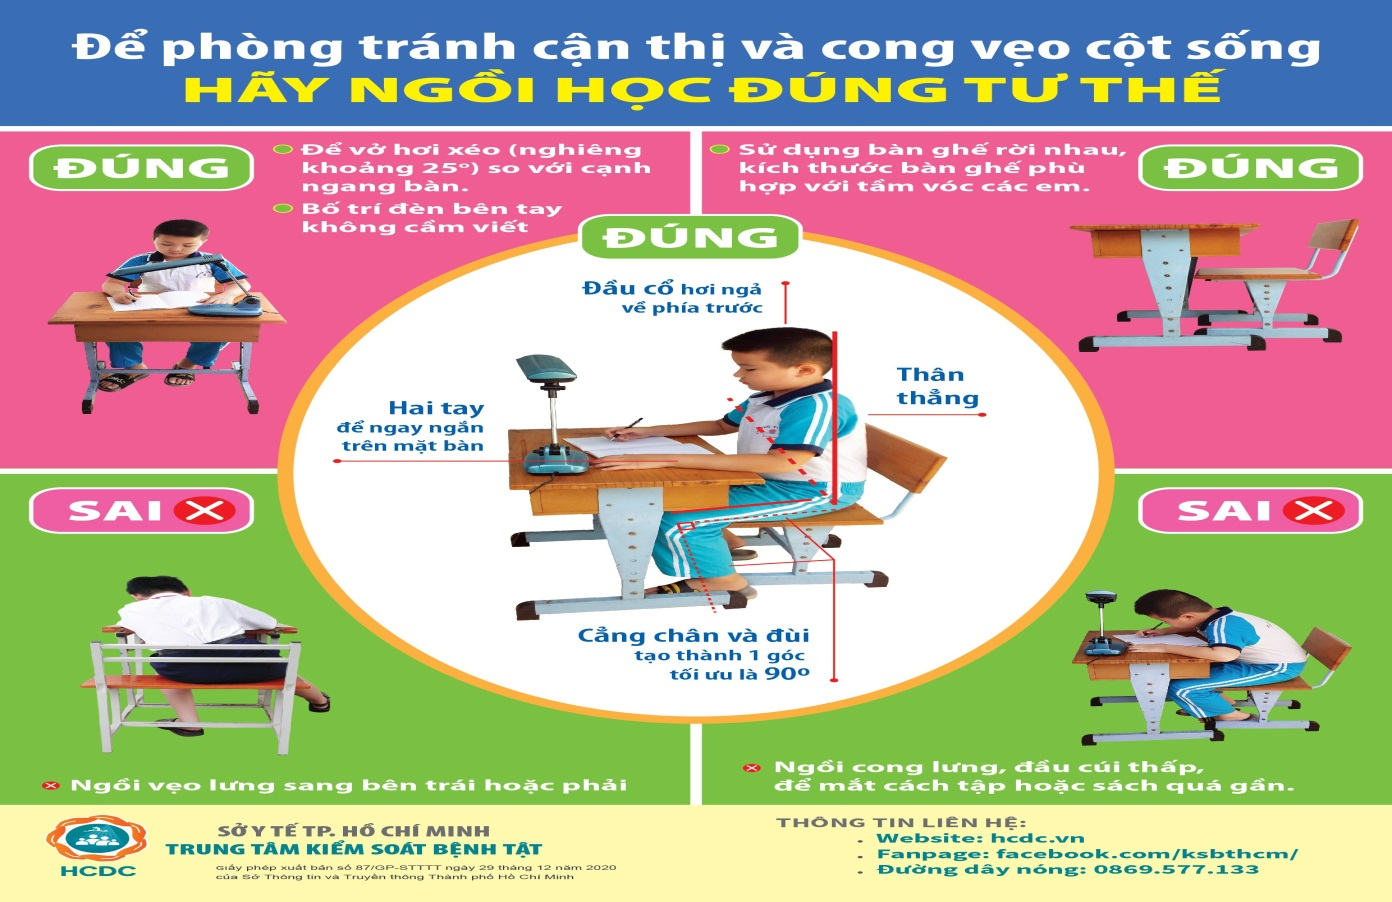 Để phòng tránh cận thị và cong vẹo cột sống
HÃY NGỒI HỌC ĐÚNG TƯ THẾ
ĐÚNG
Để vở hơi xéo (nghiêng
khoảng 25º) so với cạnh
ngang bàn.
Bố trí đèn bên tay
không cầm viết
Sử dụng bàn ghế rời nhau,
kích thước bàn ghế phù
hợp với tầm vóc các em.
ĐÚNG
ĐÚNG
Đầu cổ hơi ngả
về phía trước
Thân
thẳng
Hai tay
để ngay ngắn
trên mặt bàn
Cẳng chân và đùi
tạo thành 1 góc
tối ưu là 90º
SAI
Ngồi vẹo lưng sang bên trái hoặc phải
SAI
Ngồi cong lưng, đầu cúi thấp,
để mắt cách tập hoặc sách quá gần.
HCDC
SỞ Y TẾ TP. HỒ CHÍ MINH
TRUNG TÂM KIỂM SOÁT BỆNH TẬT
Giấy phép xuất bản số 87/GP-STTTT ngày 29 tháng 12 năm 2020
của Sở Thông tin và Truyền thông Thành phố Hồ Chí Minh
THÔNG TIN LIÊN HỆ:
. Website: hcdc.vn
. Fanpage: facebook.com/ksbthcm/
. Đường dây nóng: 0869.577.133